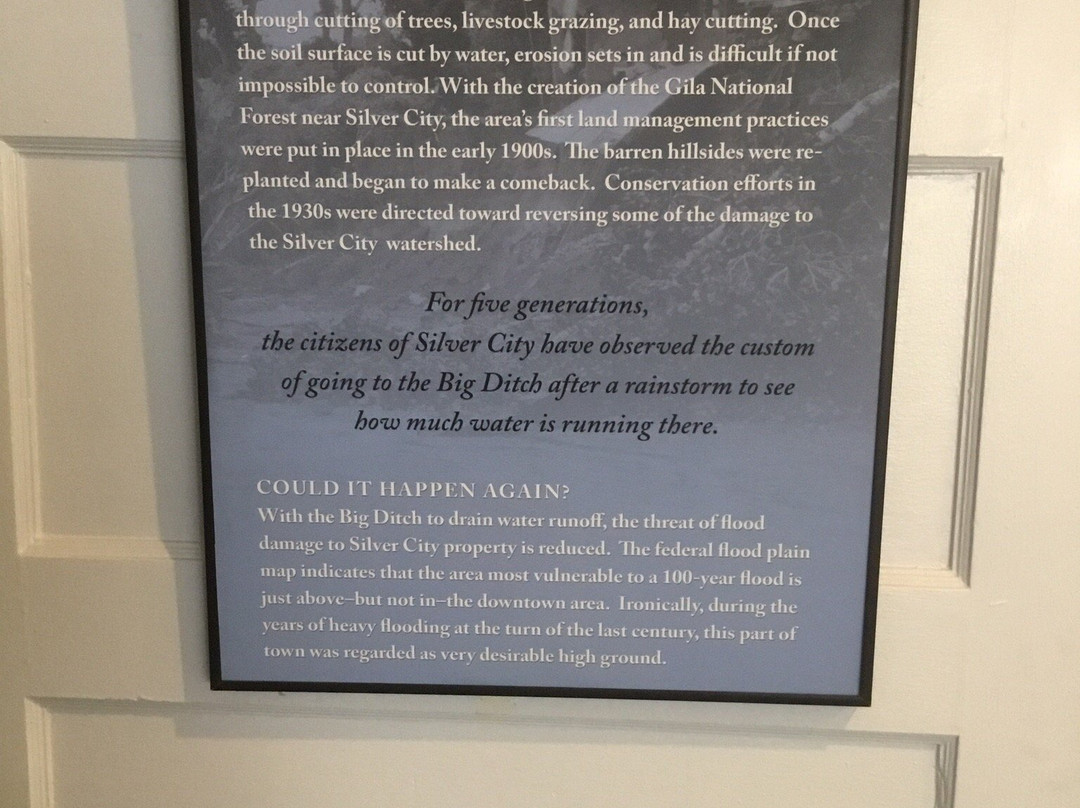 through cutting of trees, livestock grazing, and hay cutting. Once
the soil surface is cut by water, erosion sets in and is difficult if not
impossible to control. With the creation of the Gila National
Forest near Silver City, the area's first land management practices
were put in place in the early 1900s. The barren hillsides were re-
planted and began to make a comeback. Conservation efforts in
the 1930s were directed toward reversing some of the damage to
the Silver City watershed.
For five generations,
the citizens of Silver City have observed the custom
of going to the Big Ditch after a rainstorm to see
how much water is running there.
COULD IT HAPPEN AGAIN?
With the Big Ditch to drain water runoff, the threat of flood
damage to Silver City property is reduced. The federal flood plain
map indicates that the area most vulnerable to a 100-year flood is
just above–but not in–the downtown area. Ironically, during the
years of heavy flooding at the turn of the last century, this part of
town was regarded as very desirable high ground.